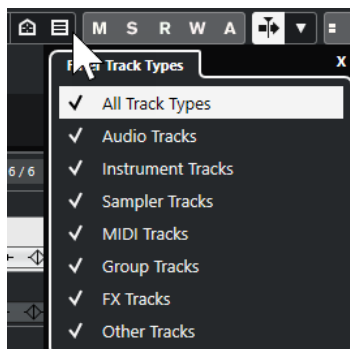 M S R W A
Filter Track Types X
All Track Types
6 / 6
Audio Tracks
Instrument Tracks
Sampler Tracks
MIDI Tracks
Group Tracks
FX Tracks
Other Tracks